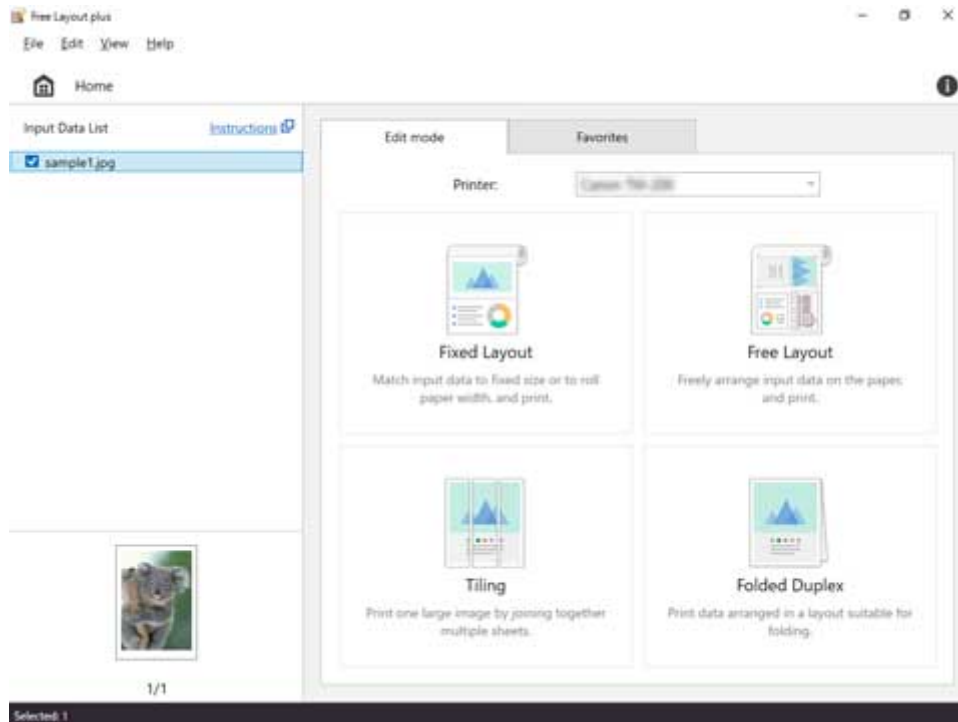 Free Layout plus
File Edit View Help
Home
Input Data List Instructions
sample1.jpg
Edit mode Favorites
Printer:
Fixed Layout
Match input data to fixed size or to roll
paper width, and print.
Free Layout
Freely arrange input data on the paper,
and print.
Tiling
Print one large image by joining together
multiple sheets.
Folded Duplex
Print data arranged in a layout suitable for
folding.
1/1
Selected: 1